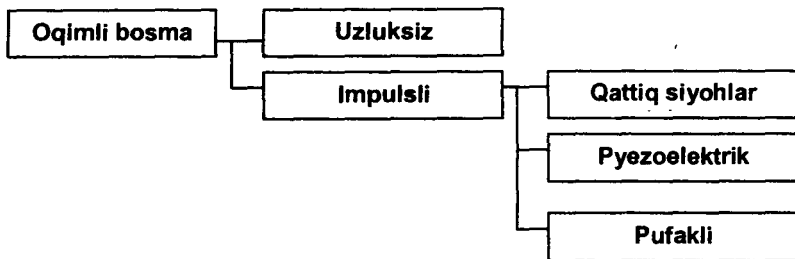 Oqimli bosma
Uzluksiz
Impulsli
Qattiq siyohlar
Pyezoelektrik
Pufakli